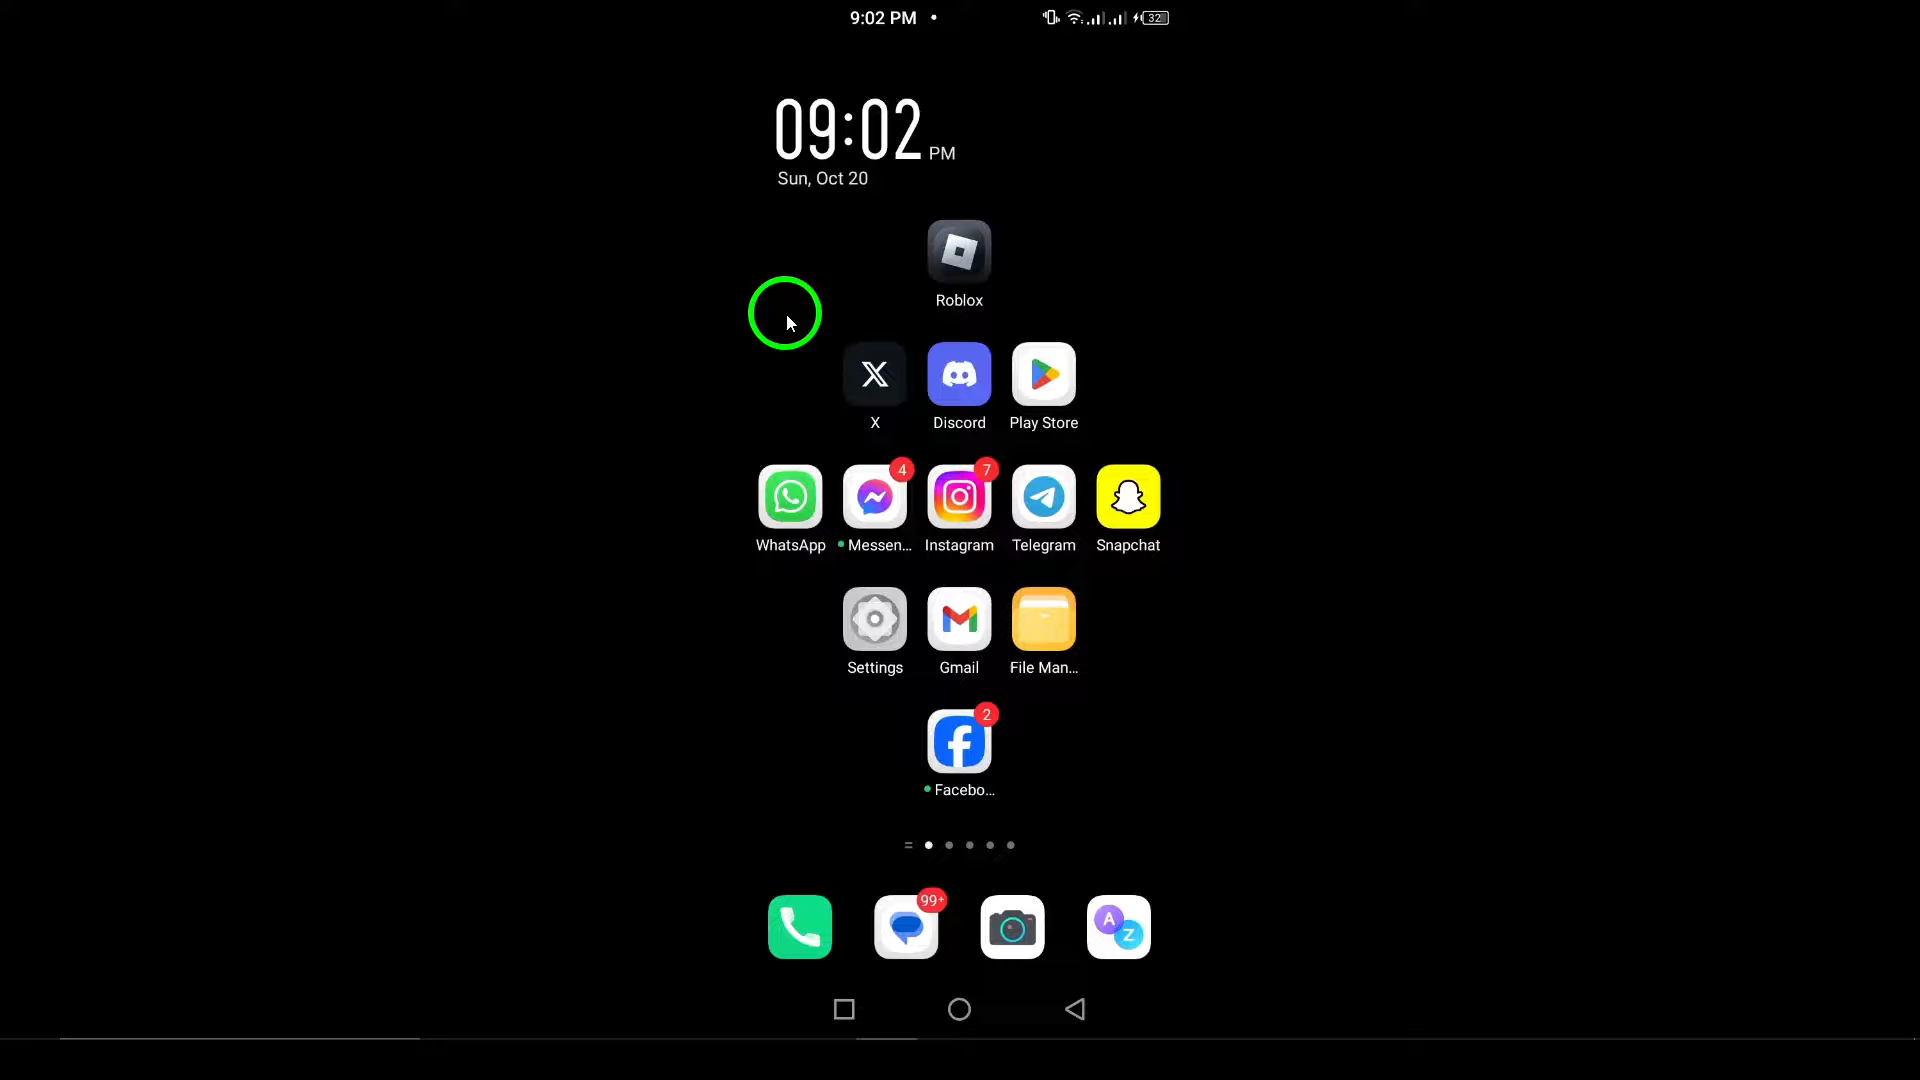 9:02 PM
32
09:02 PM
Sun, Oct 20
Roblox
X
Discord
Play Store
4
7
WhatsApp
Messen...
Instagram
Telegram
Snapchat
Settings
Gmail
File Man...
2
Facebo...
99+
A
Z